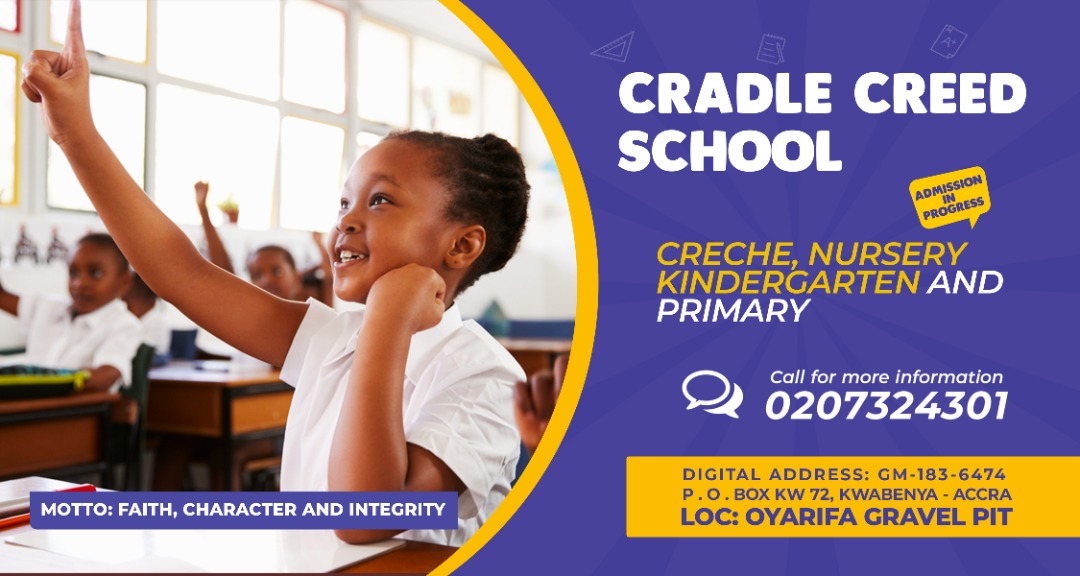 CRADLE CREED
SCHOOL
ADMISSION
IN
PROGRESS
CRECHE, NURSERY
KINDERGARTEN AND
PRIMARY
Call for more information
0207324301
DIGITAL ADDRESS: GM-183-6474
P.O.BOX KW 72, KWABENYA - ACCRA
LOC: OYARIFA GRAVEL PIT
MOTTO: FAITH, CHARACTER AND INTEGRITY
A+